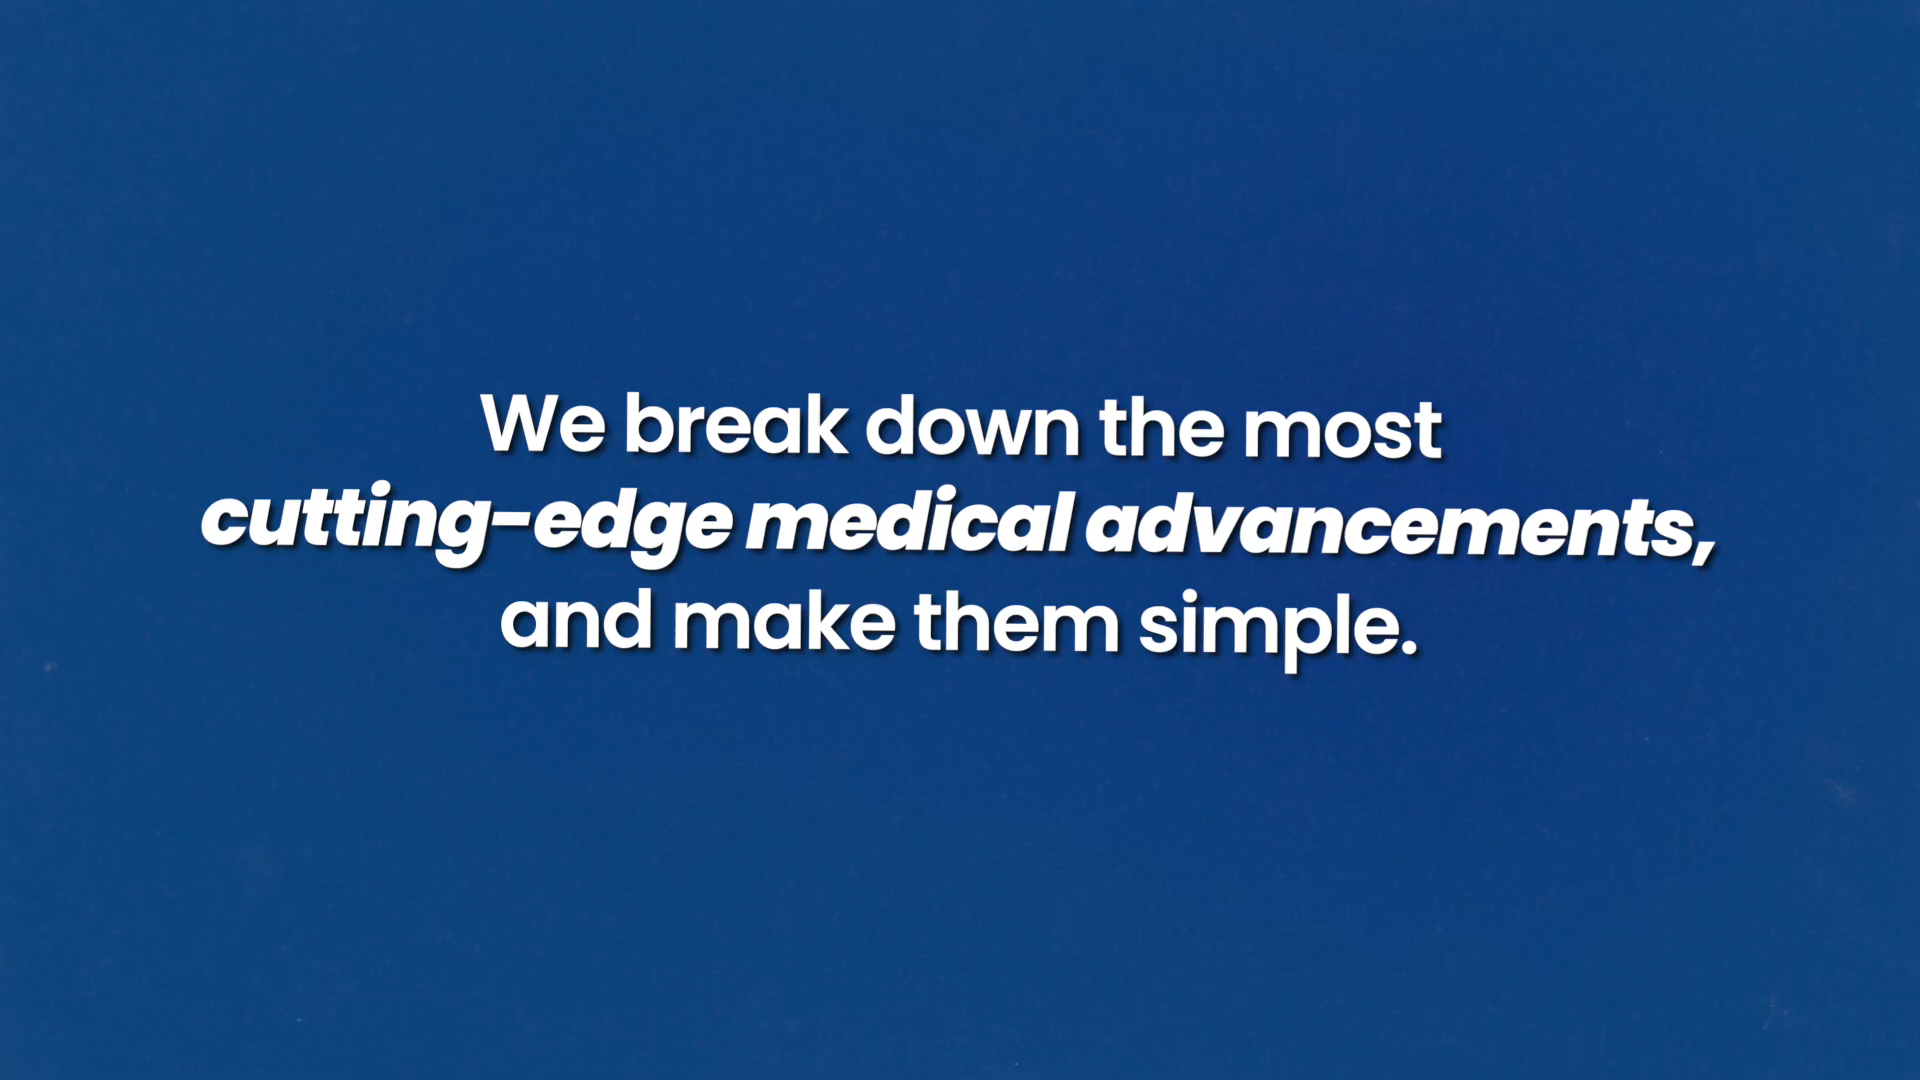 We break down the most
cutting-edge medical advancements,
and make them simple.